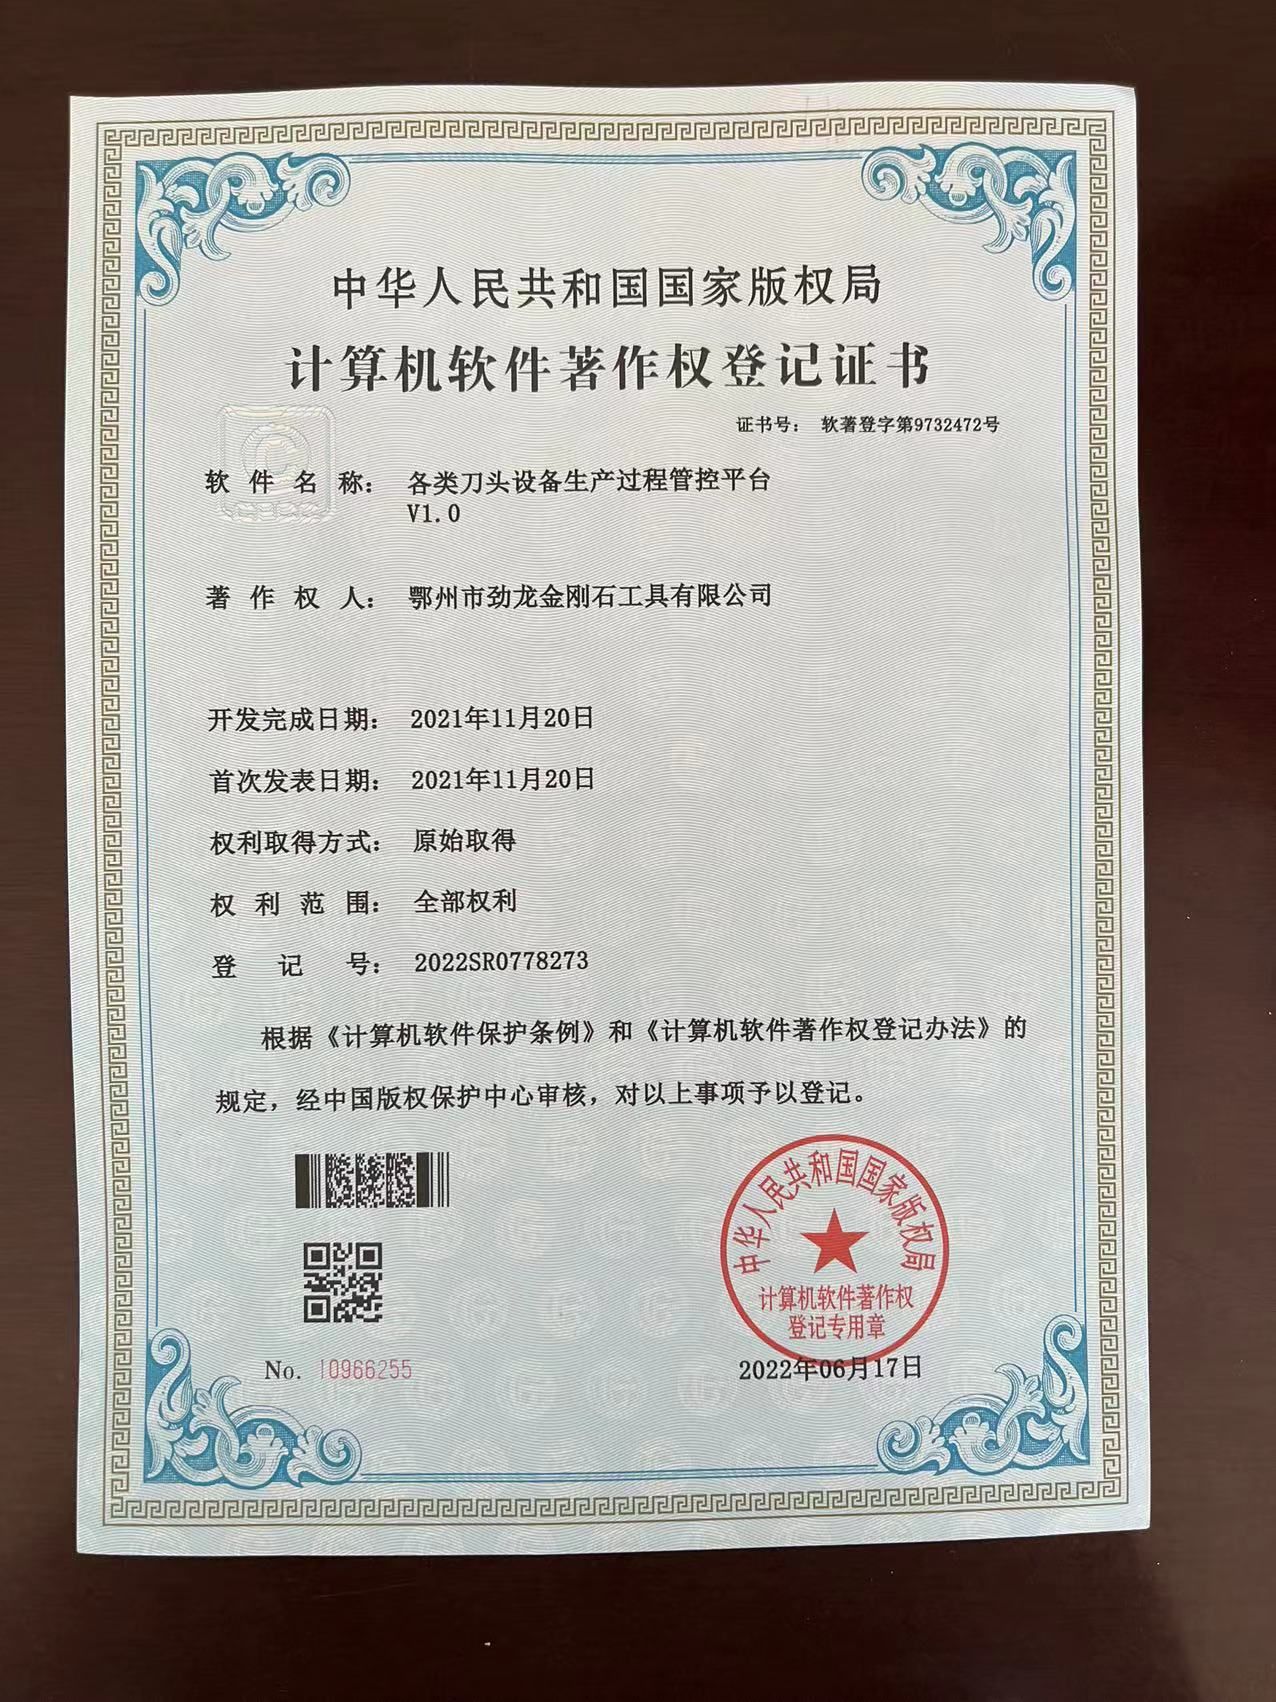 中华人民共和国国家版权局
计算机软件著作权登记证书
证书号： 软著登字第9732472号
软件名称： 各类刀头设备生产过程管控平台
V1.0
著作权人： 鄂州市劲龙金刚石工具有限公司
开发完成日期： 2021年11月20日
首次发表日期： 2021年11月20日
权利取得方式： 原始取得
权利范围： 全部权利
登记号： 2022SR0778273
根据《计算机软件保护条例》和《计算机软件著作权登记办法》的
规定，经中国版权保护中心审核，对以上事项予以登记。
中华人民共和国国家版权局
计算机软件著作权
登记专用章
No. 10966255
2022年06月17日